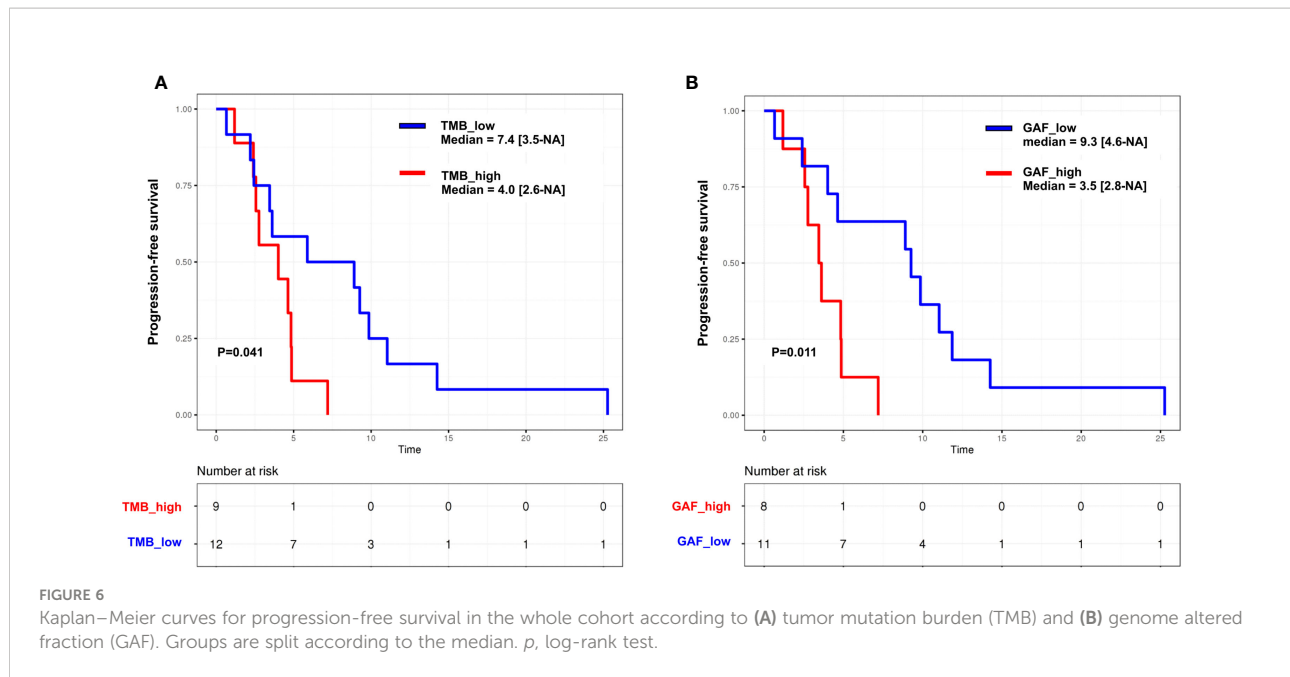 A
Progression-free survival
1.00
0.75
0.50
0.25
0.00
TMB_low
Median = 7.4 [3.5-NA]
TMB_high
Median = 4.0 [2.6-NA]
P=0.041
0 5 10 15 20 25
Time
Number at risk
TMB_high 9 1 0 0 0 0
TMB_low 12 7 3 1 1 1
B
Progression-free survival
1.00
0.75
0.50
0.25
0.00
GAF_low
median = 9.3 [4.6-NA]
GAF_high
Median = 3.5 [2.8-NA]
P=0.011
0 5 10 15 20 25
Time
Number at risk
GAF_high 8 1 0 0 0 0
GAF_low 11 7 4 1 1 1
FIGURE 6
Kaplan–Meier curves for progression-free survival in the whole cohort according to (A) tumor mutation burden (TMB) and (B) genome altered
fraction (GAF). Groups are split according to the median. p, log-rank test.